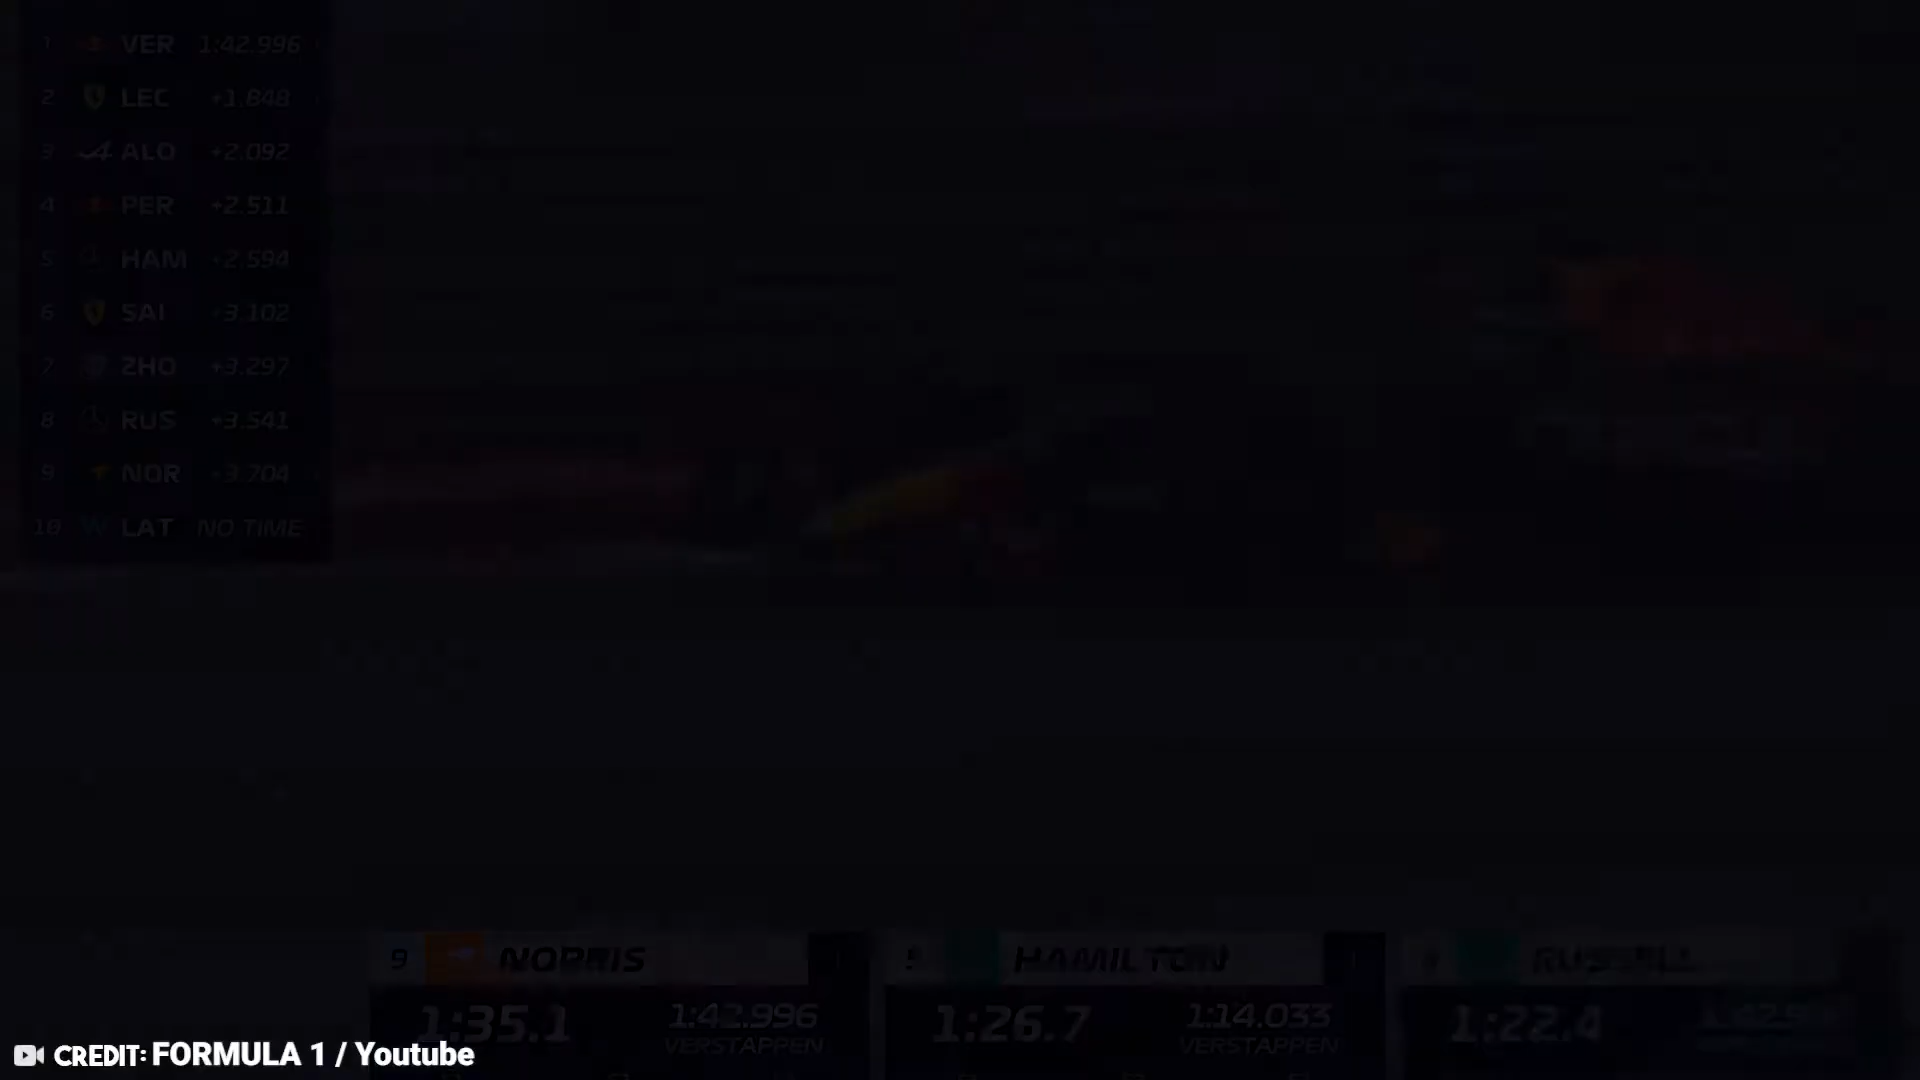 1 VER 1:42.996
2 LEC +1.848
3 ALO +2.092
4 PER +2.511
5 HAM +2.594
6 SAI +3.102
7 ZHO +3.297
8 RUS +3.541
9 NOR +3.704
10 LAT NO TIME
9 NORRIS
1:35.1 1:42.996
VERSTAPPEN
5 HAMILTON
1:26.7 1:14.033
VERSTAPPEN
RUSSELL
1:22.4
CREDIT: FORMULA 1 / Youtube